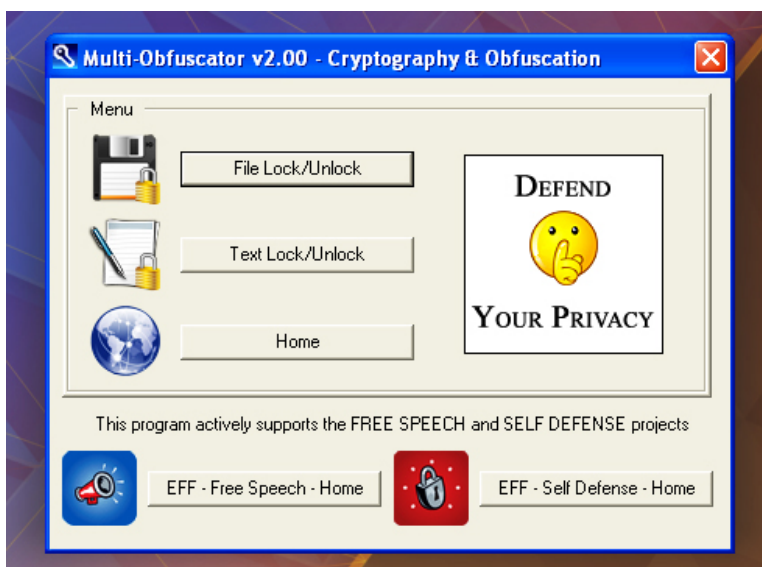 Multi-Obfuscator v2.00 - Cryptography & Obfuscation
Menu
File Lock/Unlock
Text Lock/Unlock
Home
DEFEND
YOUR PRIVACY
This program actively supports the FREE SPEECH and SELF DEFENSE projects
EFF - Free Speech - Home
EFF - Self Defense - Home